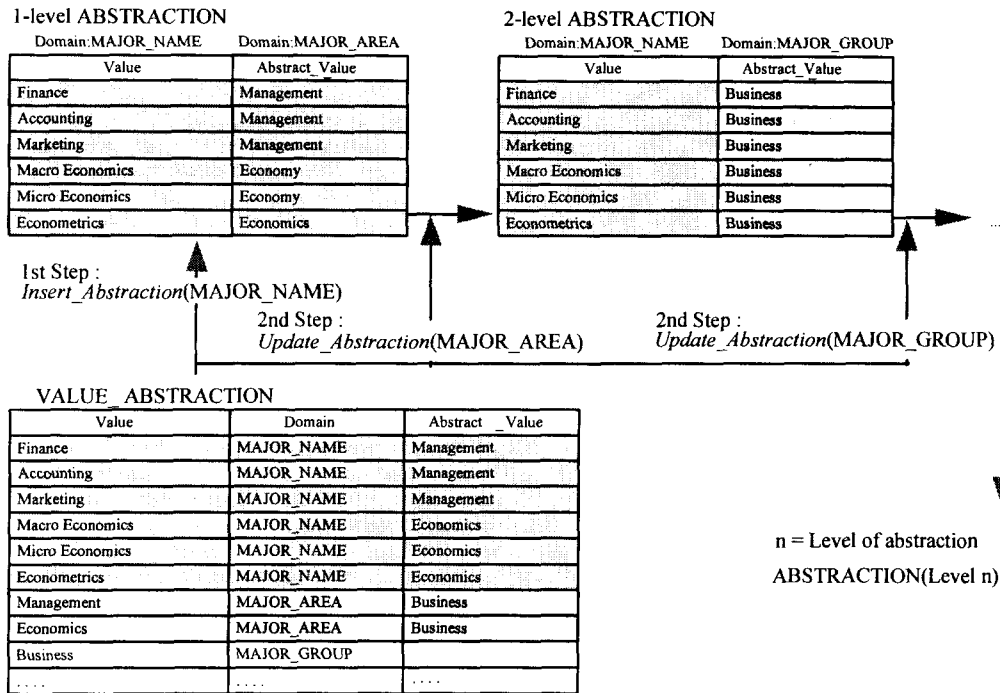 1-level ABSTRACTION
Domain:MAJOR_NAME Domain:MAJOR_AREA
Value Abstract_Value
Finance Management
Accounting Management
Marketing Management
Macro Economics Economy
Micro Economics Economy
Econometrics Economics
2-level ABSTRACTION
Domain:MAJOR_NAME Domain:MAJOR_GROUP
Value Abstract_Value
Finance Business
Accounting Business
Marketing Business
Macro Economics Business
Micro Economics Business
Econometrics Business
...
1st Step :
Insert_Abstraction(MAJOR_NAME)
2nd Step :
Update_Abstraction(MAJOR_AREA)
2nd Step :
Update_Abstraction(MAJOR_GROUP)
VALUE_ ABSTRACTION
Value Domain Abstract _Value
Finance MAJOR_NAME Management
Accounting MAJOR_NAME Management
Marketing MAJOR_NAME Management
Macro Economics MAJOR_NAME Economics
Micro Economics MAJOR_NAME Economics
Econometrics MAJOR_NAME Economics
Management MAJOR_AREA Business
Economics MAJOR_AREA Business
Business MAJOR_GROUP
.... .... ....
n = Level of abstraction
ABSTRACTION(Level n)